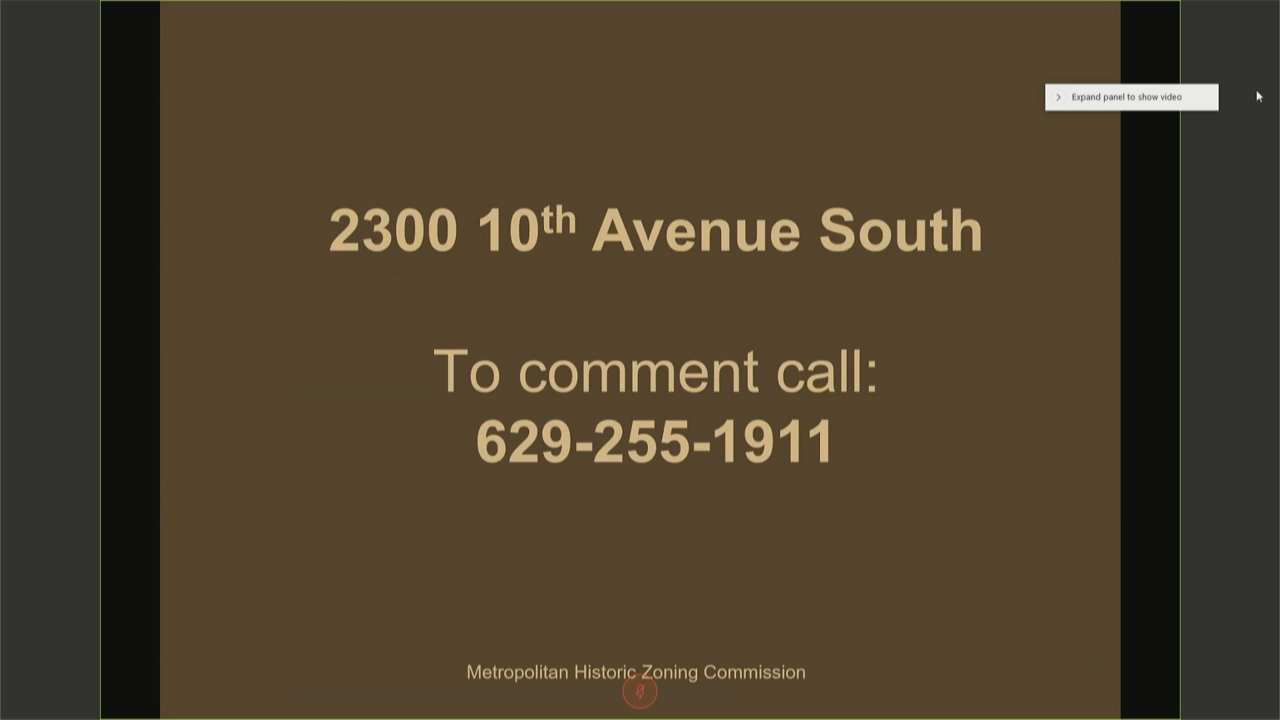 Expand panel to show video
2300 10th Avenue South
To comment call:
629-255-1911
Metropolitan Historic Zoning Commission